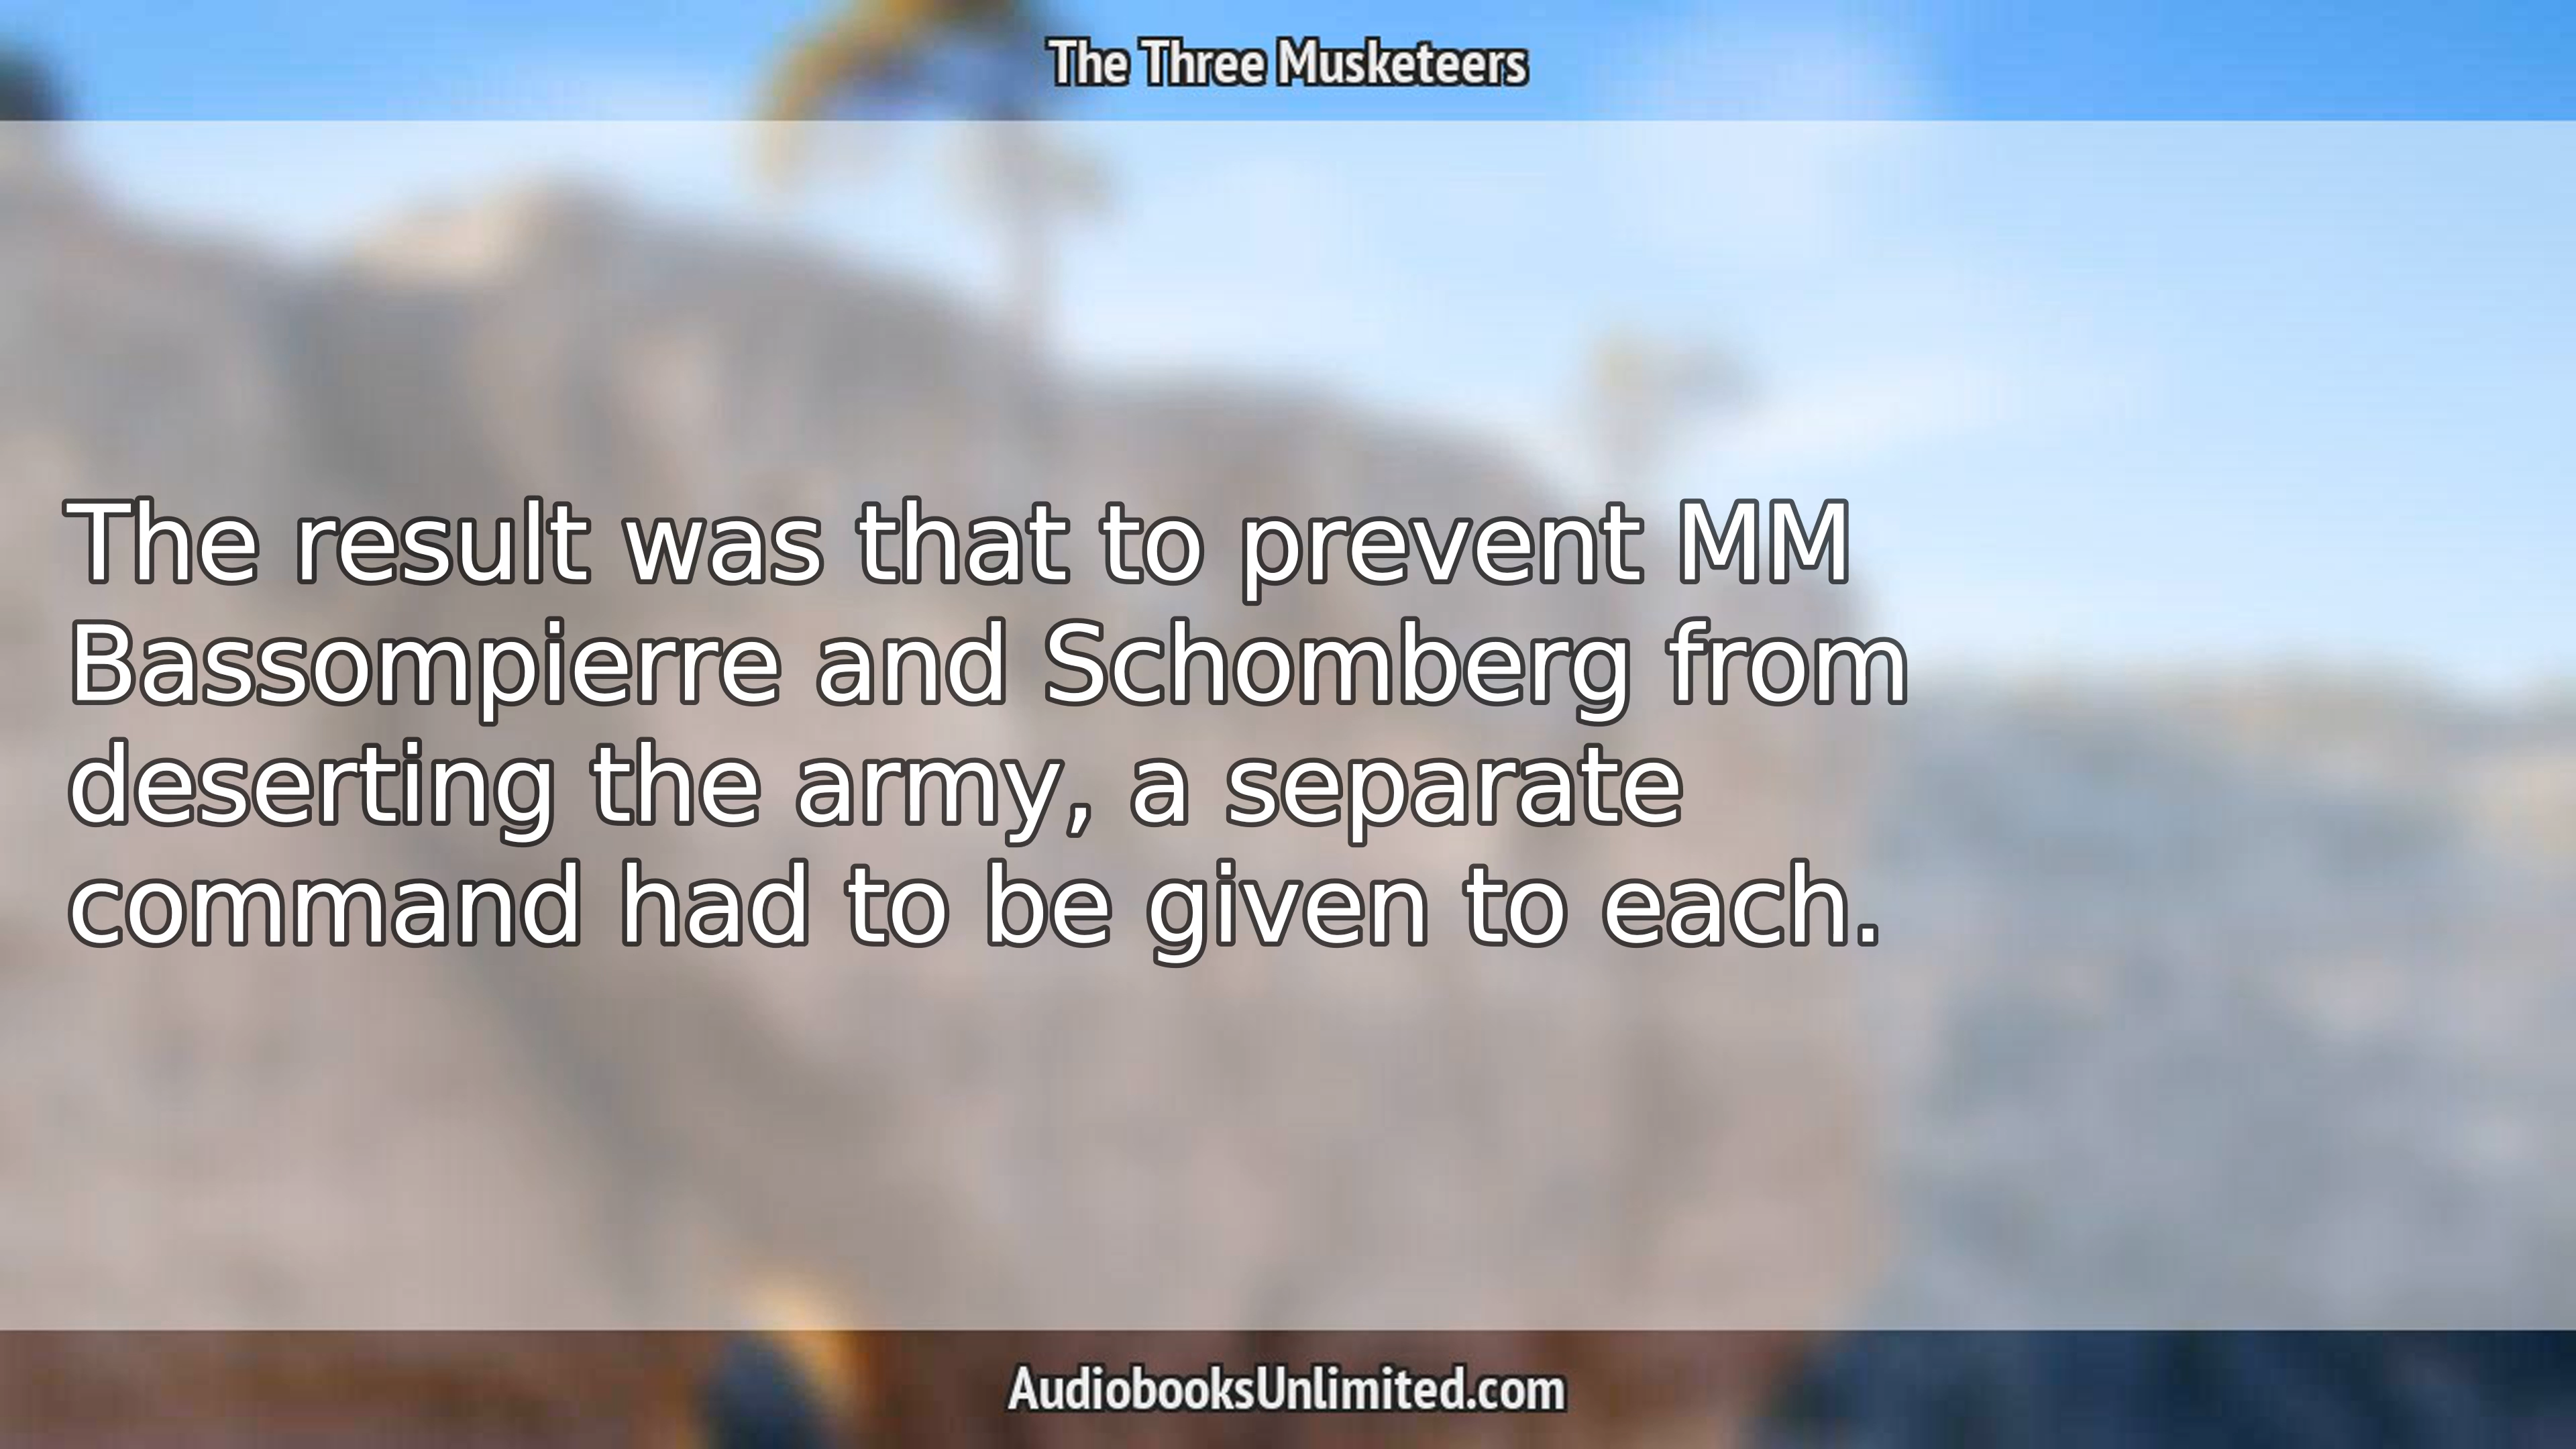 The Three Musketeers
The result was that to prevent MM
Bassompierre and Schomberg from
deserting the army, a separate
command had to be given to each.
AudiobooksUnlimited.com